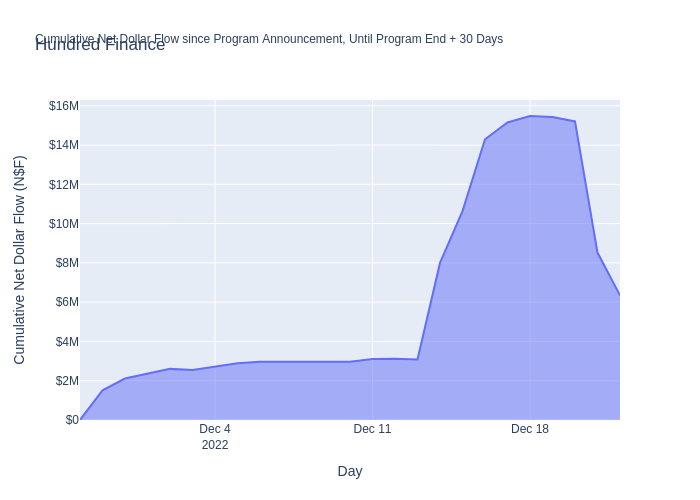 Cumulative Net Dollar Flow since Program Announcement, Until Program End + 30 Days
Hundred Finance
Cumulative Net Dollar Flow (N$F)
$16M
$14M
$12M
$10M
$8M
$6M
$4M
$2M
$0
Dec 4
2022
Dec 11
Dec 18
Day